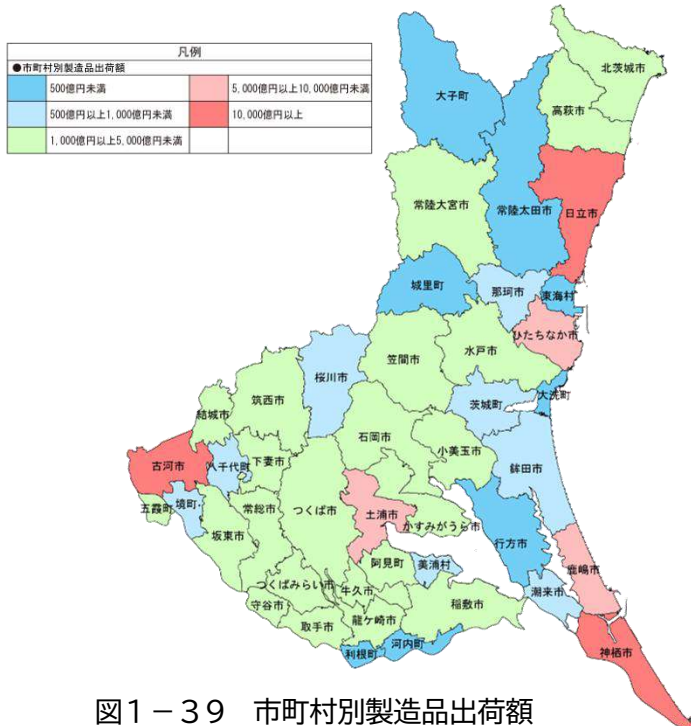 凡例
●市町村別製造品出荷額
500億円未満
5,000億円以上10,000億円未満
500億円以上1,000億円未満
10,000億円以上
1,000億円以上5,000億円未満
北茨城市
大子町
高萩市
常陸大宮市
常陸太田市
日立市
城里町
那珂市
東海村
ひたちなか市
笠間市
水戸市
桜川市
筑西市
大洗町
茨城町
結城市
石岡市
小美玉市
古河市
八千代町
下妻市
鉾田市
五霞町
境町
坂東市
常総市
つくば市
土浦市
かすみがうら市
行方市
阿見町
美浦村
鹿嶋市
つくばみらい市
牛久市
潮来市
守谷市
稲敷市
取手市
龍ケ崎市
利根町
河内町
神栖市
図1-39 市町村別製造品出荷額